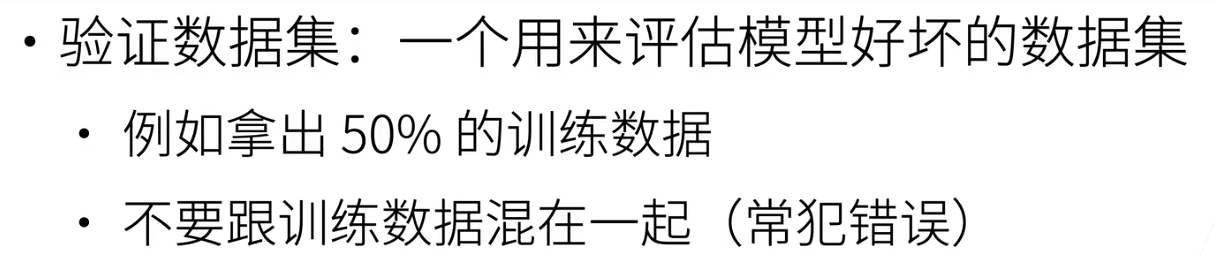 • 验证数据集：一个用来评估模型好坏的数据集
• 例如拿出 50% 的训练数据
• 不要跟训练数据混在一起（常犯错误）